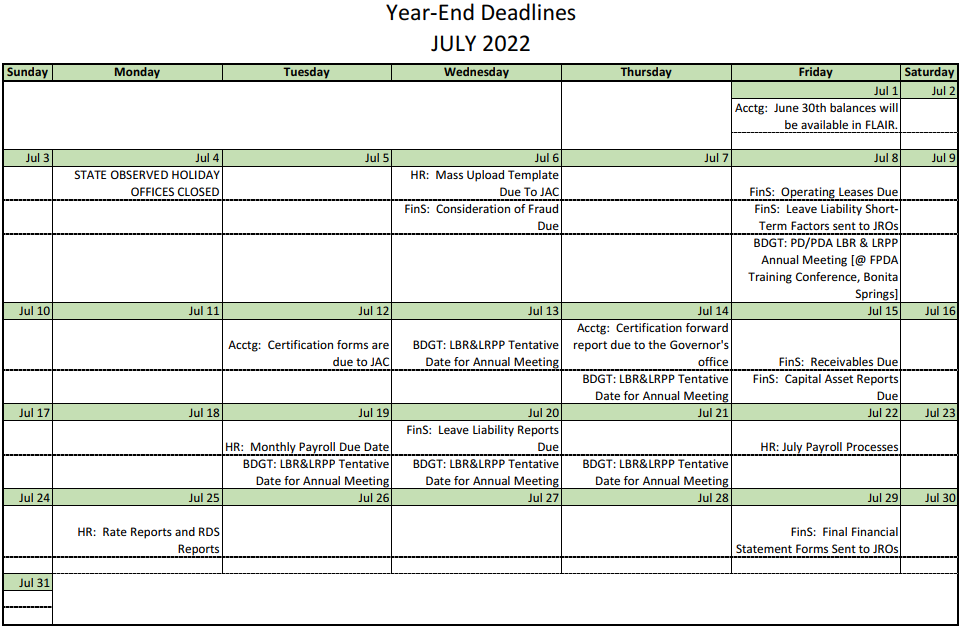 Year-End Deadlines
JULY 2022
Sunday Monday Tuesday Wednesday Thursday Friday Saturday
Jul 1 Jul 2
Acctg: June 30th balances will
be available in FLAIR.
Jul 3 Jul 4 Jul 5 Jul 6 Jul 7 Jul 8 Jul 9
STATE OBSERVED HOLIDAY
OFFICES CLOSED
HR: Mass Upload Template
Due To JAC
FinS: Operating Leases Due
FinS: Consideration of Fraud
Due
FinS: Leave Liability Short-
Term Factors sent to JROs
BDGT: PD/PDA LBR & LRPP
Annual Meeting [@ FPDA
Training Conference, Bonita
Springs]
Jul 10 Jul 11 Jul 12 Jul 13 Jul 14 Jul 15 Jul 16
Acctg: Certification forms are
due to JAC
BDGT: LBR&LRPP Tentative
Date for Annual Meeting
Acctg: Certification forward
report due to the Governor's
office
FinS: Receivables Due
BDGT: LBR&LRPP Tentative
Date for Annual Meeting
FinS: Capital Asset Reports
Due
Jul 17 Jul 18 Jul 19 Jul 20 Jul 21 Jul 22 Jul 23
HR: Monthly Payroll Due Date
FinS: Leave Liability Reports
Due
HR: July Payroll Processes
BDGT: LBR&LRPP Tentative
Date for Annual Meeting
BDGT: LBR&LRPP Tentative
Date for Annual Meeting
BDGT: LBR&LRPP Tentative
Date for Annual Meeting
Jul 24 Jul 25 Jul 26 Jul 27 Jul 28 Jul 29 Jul 30
HR: Rate Reports and RDS
Reports
FinS: Final Financial
Statement Forms Sent to JROs
Jul 31